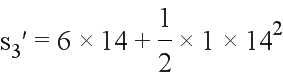 s₃′ = 6 × 14 + 1/2 × 1 × 14²